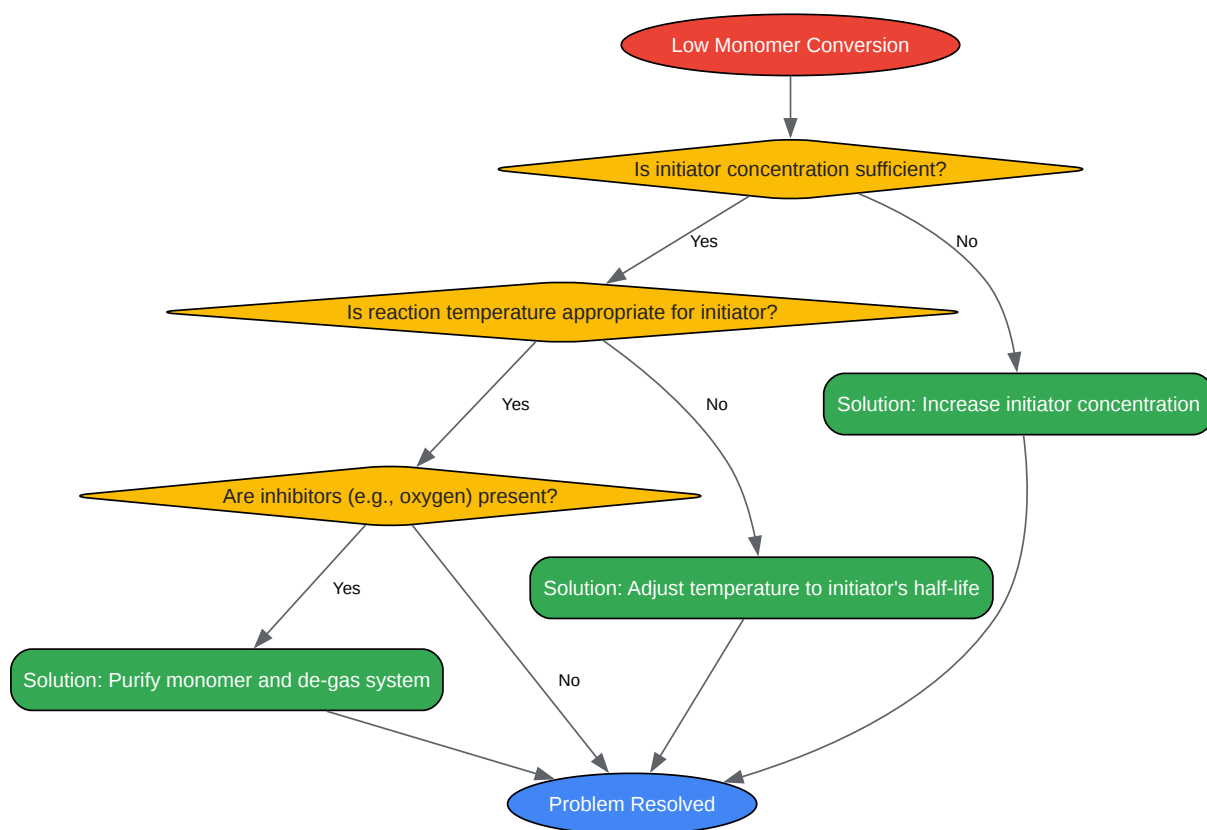 Low Monomer Conversion
Is initiator concentration sufficient?
Yes
No
Is reaction temperature appropriate for initiator?
Solution: Increase initiator concentration
Yes
No
Are inhibitors (e.g., oxygen) present?
Solution: Adjust temperature to initiator's half-life
Yes
Solution: Purify monomer and de-gas system
No
Problem Resolved